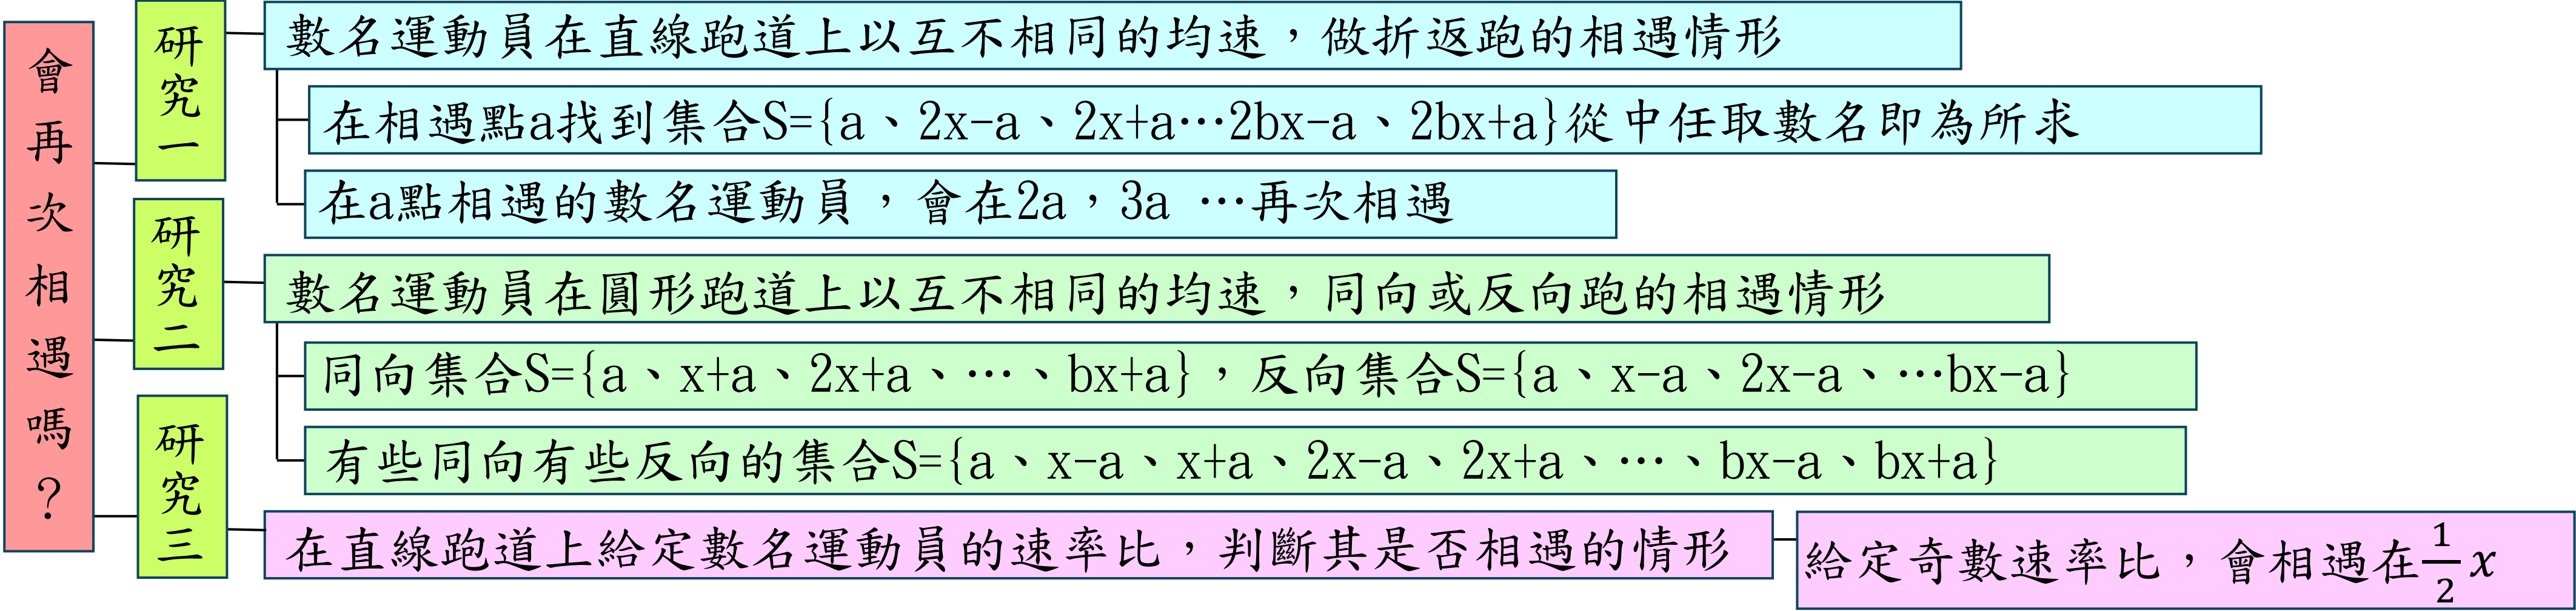 會再次相遇嗎？
研究一
數名運動員在直線跑道上以互不相同的均速，做折返跑的相遇情形
在相遇點a找到集合S={a、2x-a、2x+a…2bx-a、2bx+a}從中任取數名即為所求
在a點相遇的數名運動員，會在2a，3a …再次相遇
研究二
數名運動員在圓形跑道上以互不相同的均速，同向或反向跑的相遇情形
同向集合S={a、x+a、2x+a、…、bx+a}，反向集合S={a、x-a、2x-a、…bx-a}
有些同向有些反向的集合S={a、x-a、x+a、2x-a、2x+a、…、bx-a、bx+a}
研究三
在直線跑道上給定數名運動員的速率比，判斷其是否相遇的情形
給定奇數速率比，會相遇在1/2 x